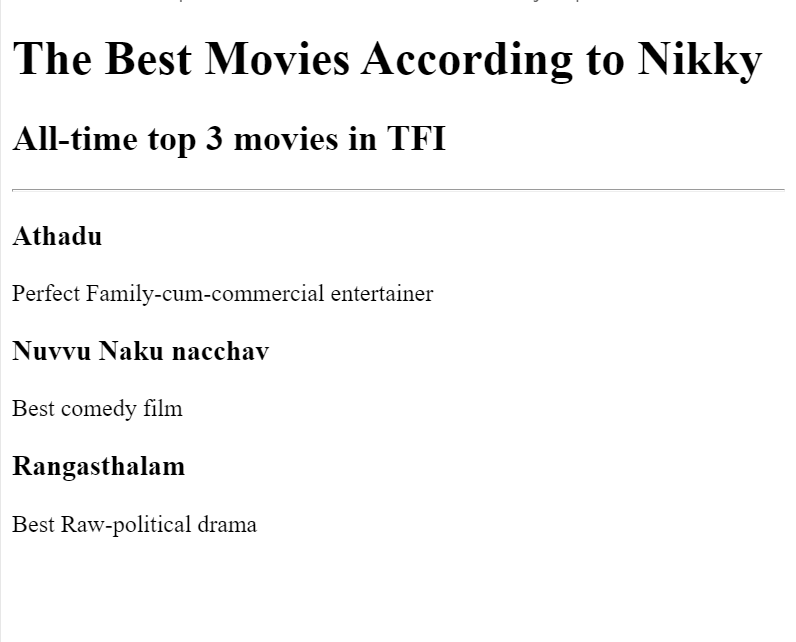 The Best Movies According to Nikky
All-time top 3 movies in TFI
Athadu
Perfect Family-cum-commercial entertainer
Nuvvu Naku nacchav
Best comedy film
Rangasthalam
Best Raw-political drama